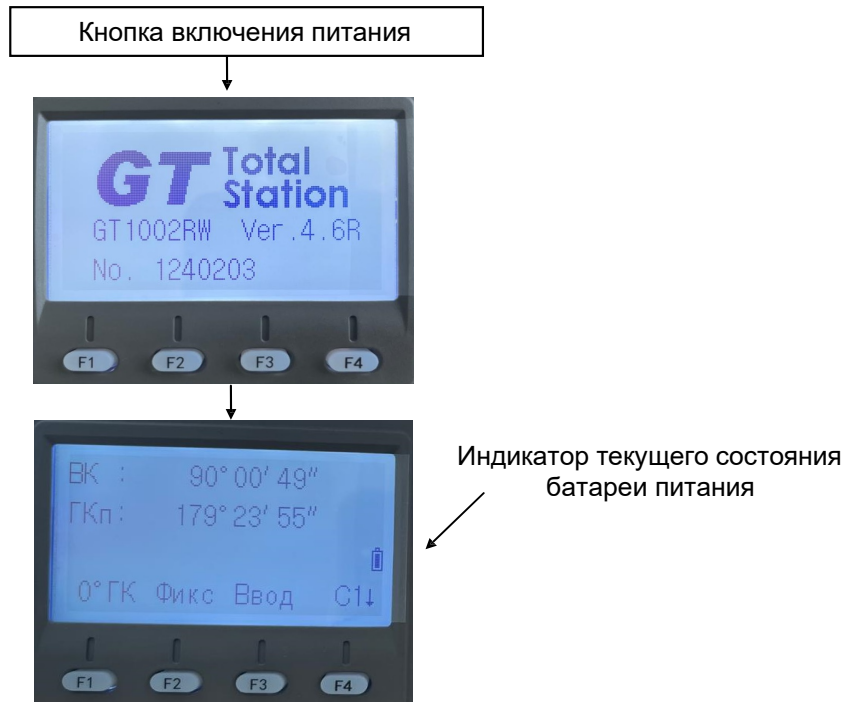 Кнопка включения питания
GT Total
Station
GT1002RW Ver.4.6R
No. 1240203
F1 F2 F3 F4
ВК : 90°00′49″
ГКп: 179°23′55″
0°ГК Фикс Ввод С1↓
F1 F2 F3 F4
Индикатор текущего состояния
батареи питания